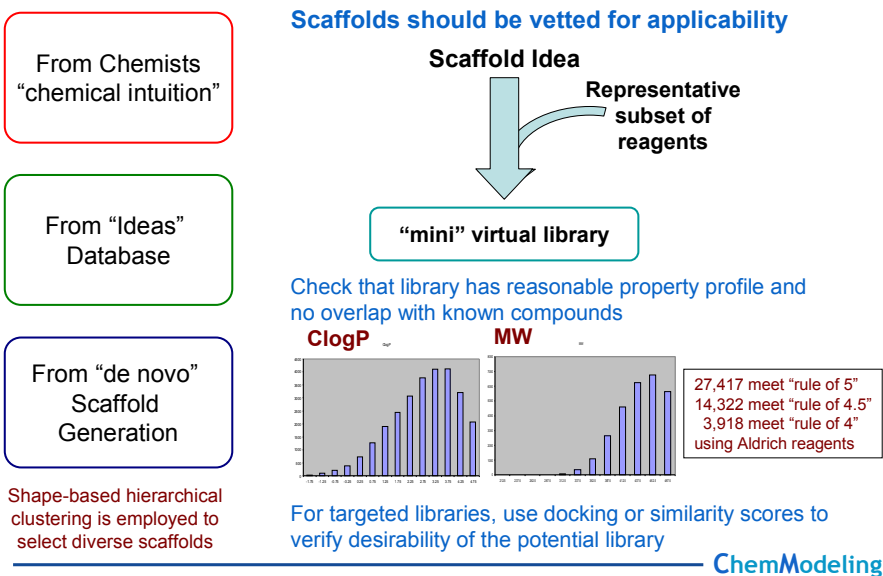 Scaffolds should be vetted for applicability
From Chemists
“chemical intuition”
From “Ideas”
Database
From “de novo”
Scaffold
Generation
Shape-based hierarchical
clustering is employed to
select diverse scaffolds
Scaffold Idea
Representative
subset of
reagents
“mini” virtual library
Check that library has reasonable property profile and
no overlap with known compounds
ClogP
MW
27,417 meet “rule of 5”
14,322 meet “rule of 4.5”
3,918 meet “rule of 4”
using Aldrich reagents
For targeted libraries, use docking or similarity scores to
verify desirability of the potential library
ChemModeling